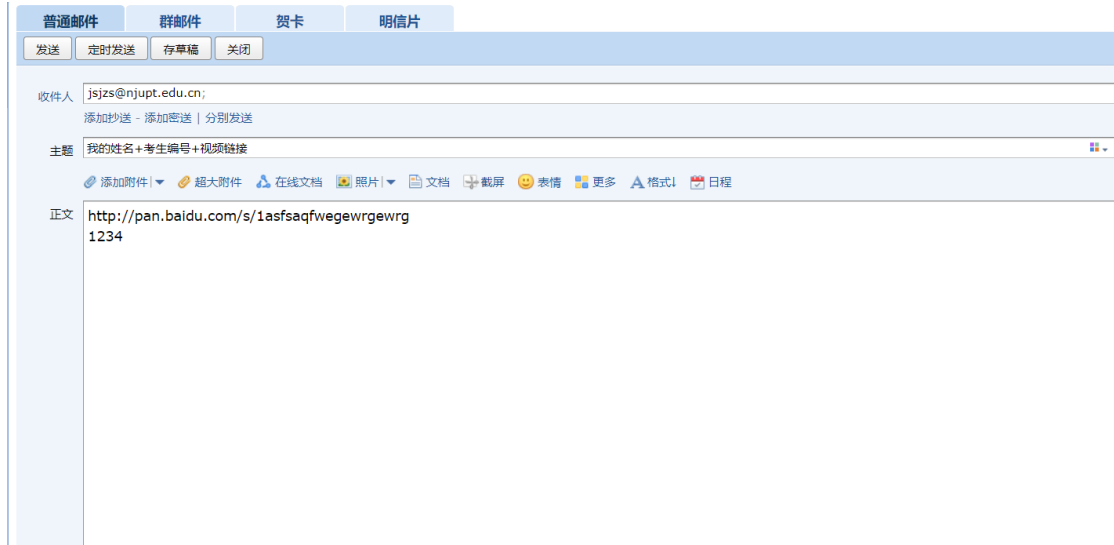 普通邮件 群邮件 贺卡 明信片
发送 定时发送 存草稿 关闭
收件人 jsjzs@njupt.edu.cn;
添加抄送 - 添加密送 | 分别发送
主题 我的姓名+考生编号+视频链接
添加附件 | 超大附件 在线文档 照片 | 文档 截屏 表情 更多 格式↓ 日程
正文 http://pan.baidu.com/s/1asfsaqfwegewrgewrg
1234